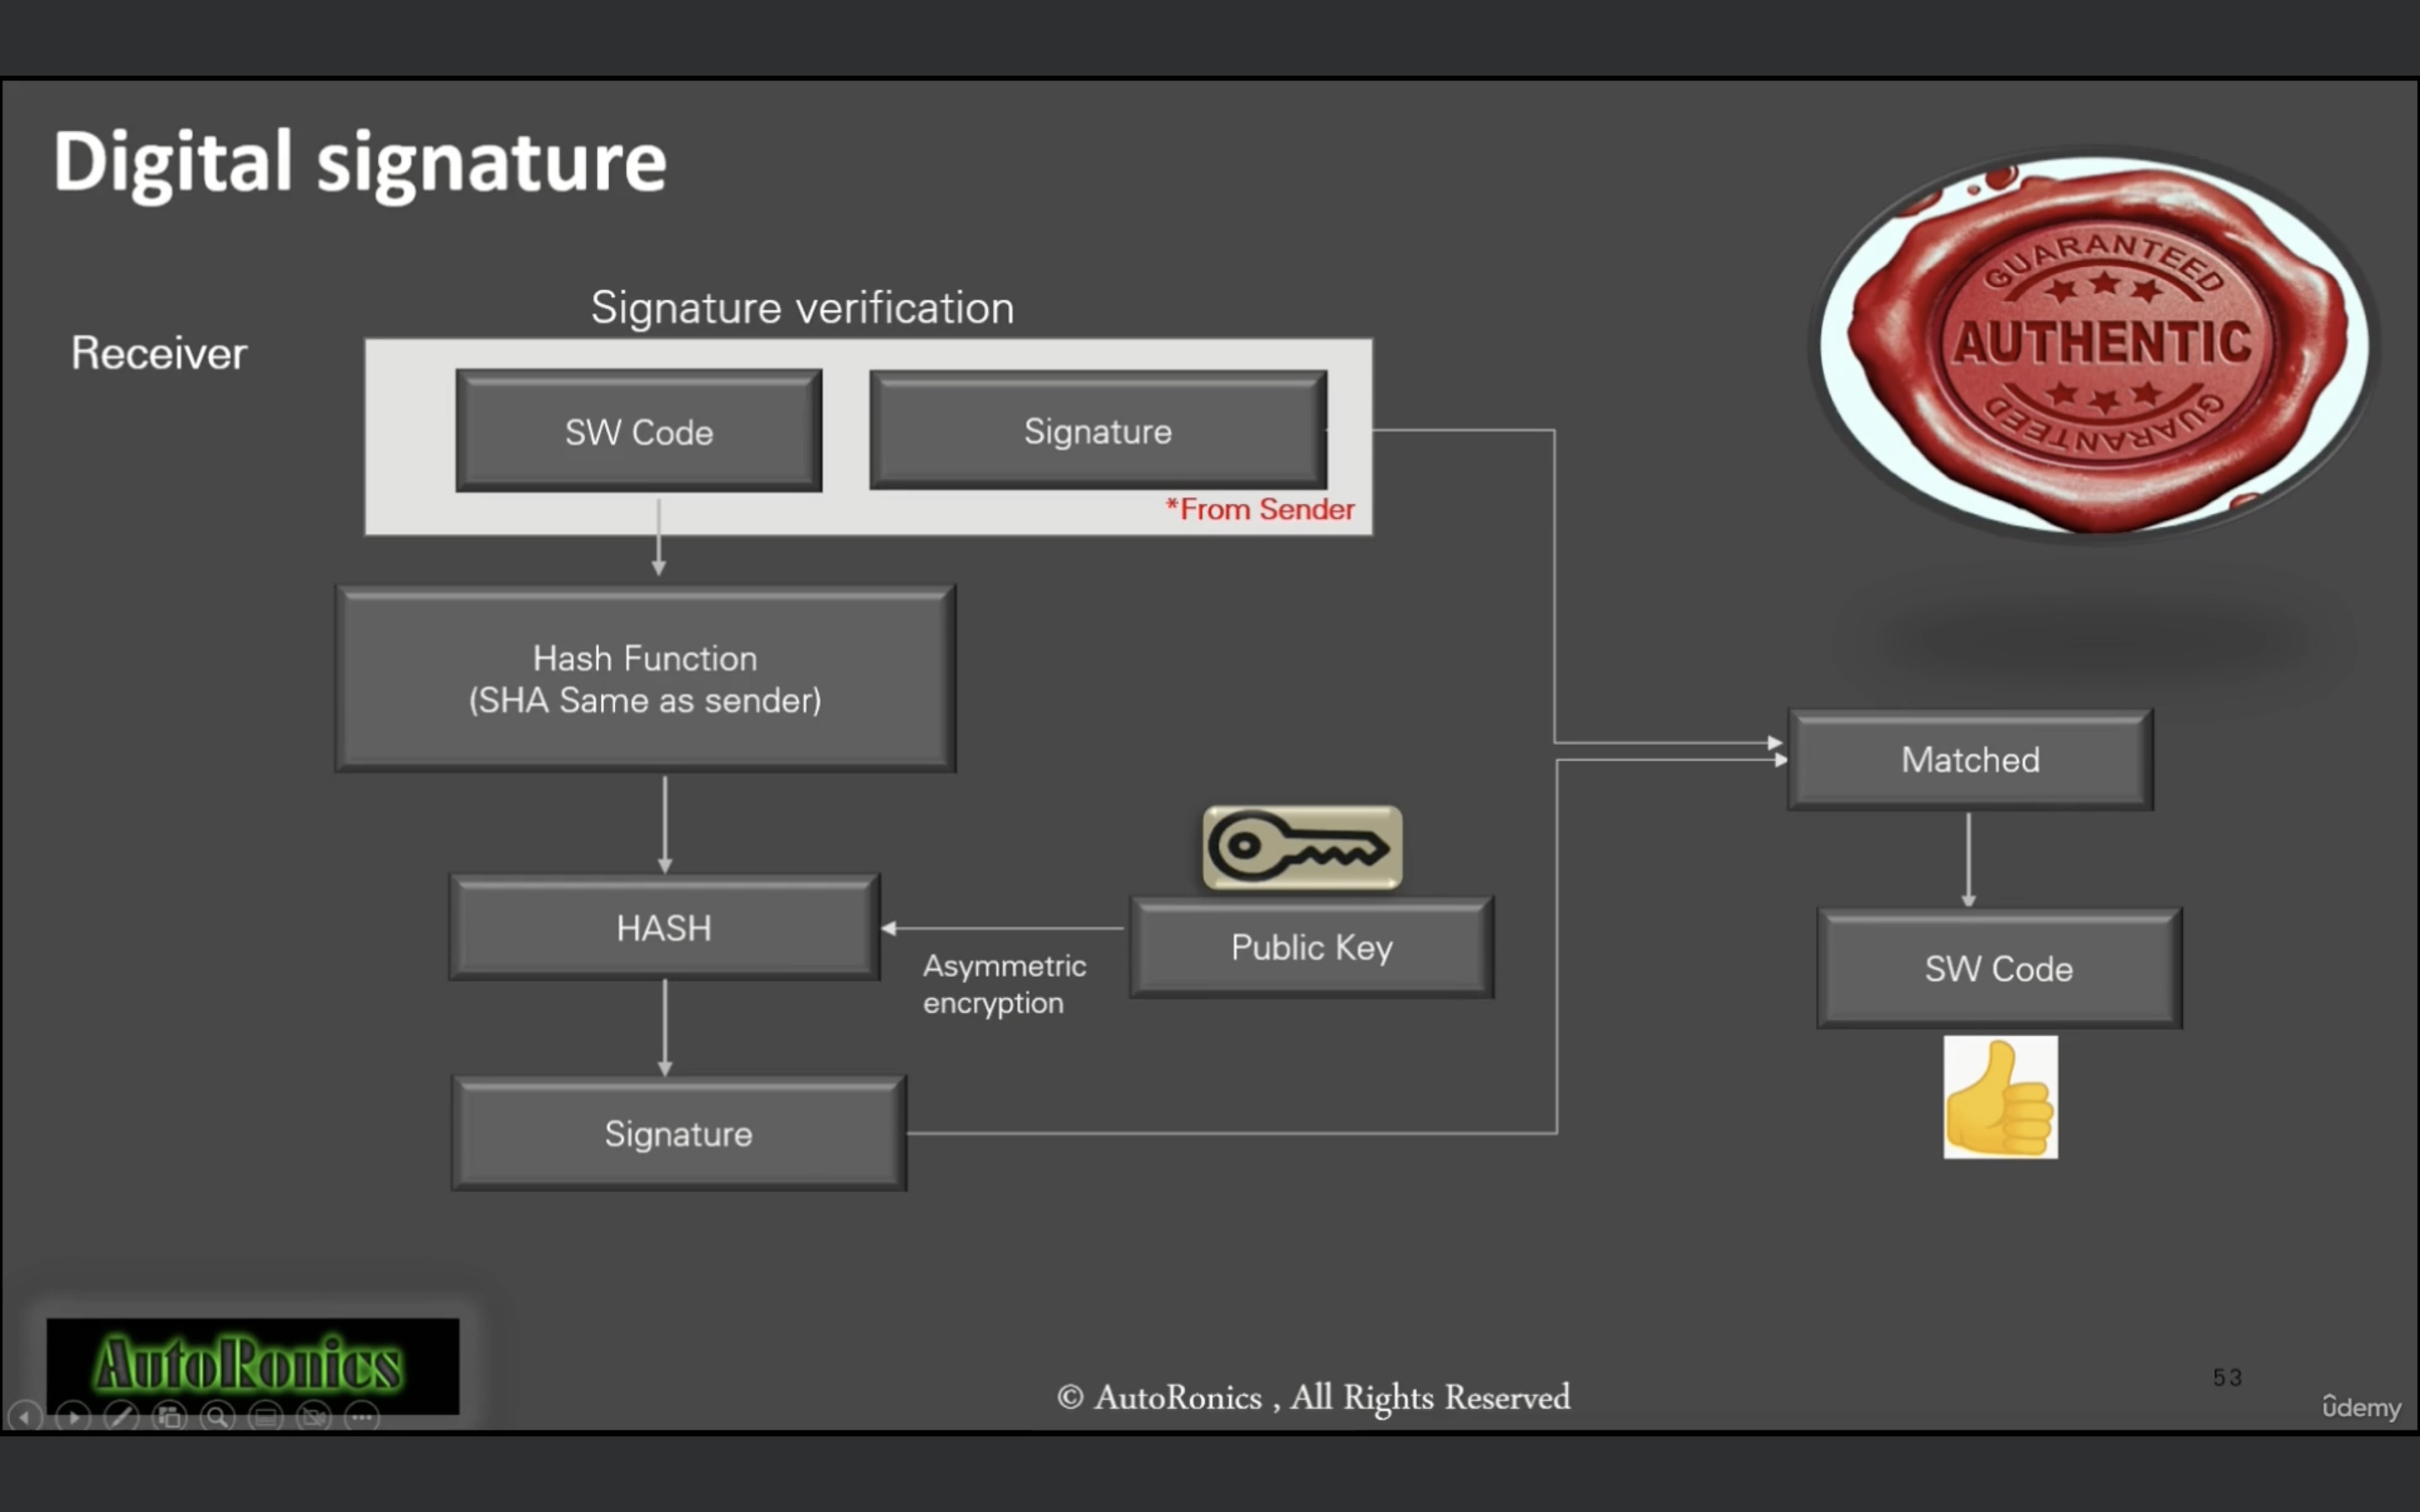 Digital signature
Signature verification
Receiver
SW Code
Signature
*From Sender
Hash Function
(SHA Same as sender)
HASH
Asymmetric
encryption
Public Key
Signature
GUARANTEED
AUTHENTIC
GUARANTEED
Matched
SW Code
AutoRonics
© AutoRonics , All Rights Reserved
53
ûdemy